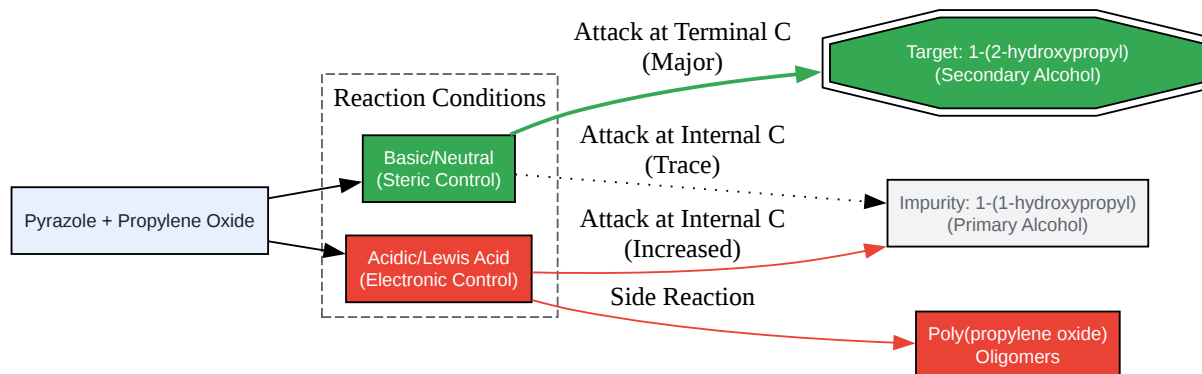 Pyrazole + Propylene Oxide
Reaction Conditions
Basic/Neutral
(Steric Control)
Acidic/Lewis Acid
(Electronic Control)
Attack at Terminal C
(Major)
Attack at Internal C
(Trace)
Attack at Internal C
(Increased)
Side Reaction
Target: 1-(2-hydroxypropyl)
(Secondary Alcohol)
Impurity: 1-(1-hydroxypropyl)
(Primary Alcohol)
Poly(propylene oxide)
Oligomers